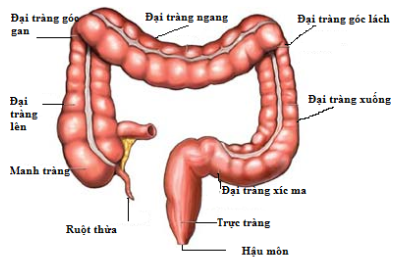 Đại tràng góc
gan
Đại tràng ngang
Đại tràng góc lách
Đại
tràng
lên
Đại tràng xuống
Manh tràng
Đại tràng xíc ma
Ruột thừa
Trực tràng
Hậu môn